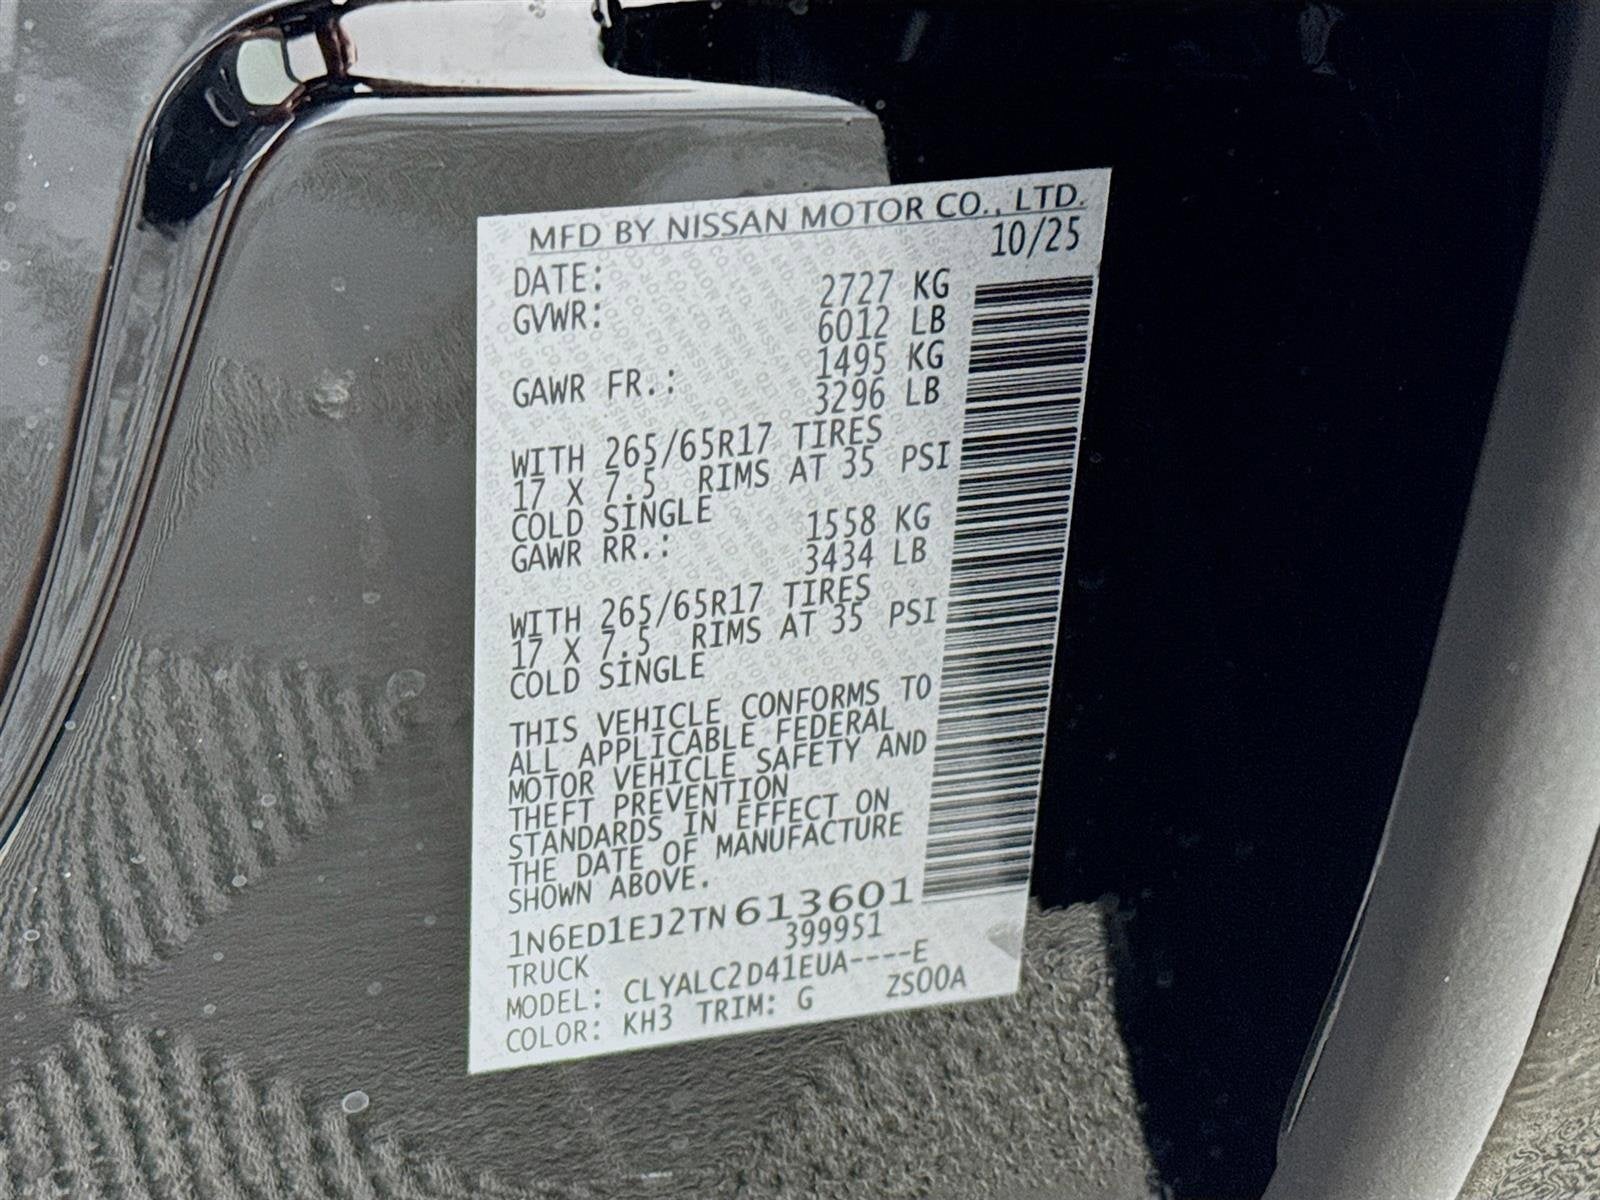 MFD BY NISSAN MOTOR CO., LTD.
DATE: 10/25
GVWR: 2727 KG
6012 LB
GAWR FR.: 1495 KG
3296 LB
WITH 265/65R17 TIRES
17 X 7.5 RIMS AT 35 PSI
COLD SINGLE
GAWR RR.: 1558 KG
3434 LB
WITH 265/65R17 TIRES
17 X 7.5 RIMS AT 35 PSI
COLD SINGLE
THIS VEHICLE CONFORMS TO
ALL APPLICABLE FEDERAL
MOTOR VEHICLE SAFETY AND
THEFT PREVENTION
STANDARDS IN EFFECT ON
THE DATE OF MANUFACTURE
SHOWN ABOVE.
1N6ED1EJ2TN613601
TRUCK 399951
MODEL: CLYALC2D41EUA----E
COLOR: KH3 TRIM: G ZS00A